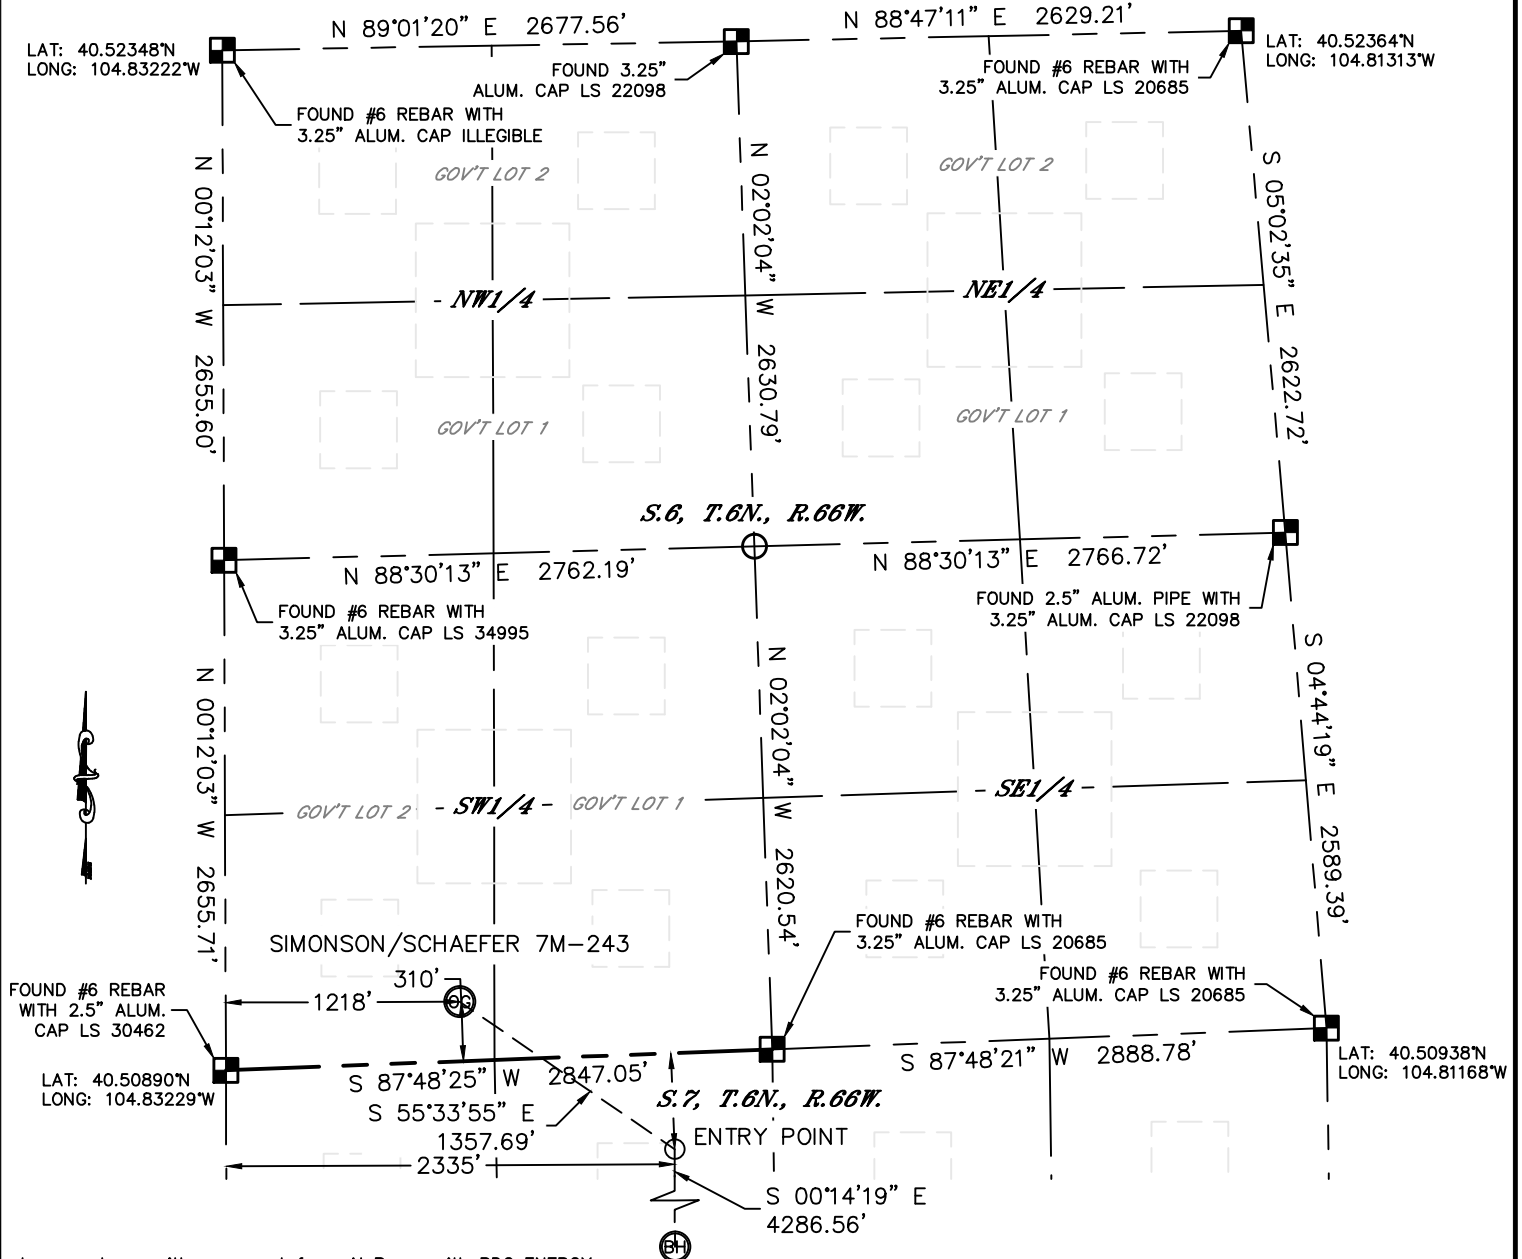 N 89°01'20" E 2677.56'
N 88°47'11" E 2629.21'
LAT: 40.52348°N
LONG: 104.83222°W
LAT: 40.52364°N
LONG: 104.81313°W
FOUND 3.25"
ALUM. CAP LS 22098
FOUND #6 REBAR WITH
3.25" ALUM. CAP LS 20685
FOUND #6 REBAR WITH
3.25" ALUM. CAP ILLEGIBLE
GOV'T LOT 2
GOV'T LOT 2
N 00°12'03" W 2655.60'
N 02°02'04" W 2630.79'
S 05°02'35" E 2622.72'
NW1/4
NE1/4
GOV'T LOT 1
GOV'T LOT 1
S.6, T.6N., R.66W.
N 88°30'13" E 2762.19'
N 88°30'13" E 2766.72'
FOUND #6 REBAR WITH
3.25" ALUM. CAP LS 34995
FOUND 2.5" ALUM. PIPE WITH
3.25" ALUM. CAP LS 22098
N 00°12'03" W 2655.71'
N 02°02'04" W 2620.54'
S 04°44'19" E 2589.39'
GOV'T LOT 2
SW1/4
GOV'T LOT 1
SE1/4
SIMONSON/SCHAEFER 7M-243
310'
OG
1218'
FOUND #6 REBAR WITH
3.25" ALUM. CAP LS 20685
FOUND #6 REBAR WITH
3.25" ALUM. CAP LS 20685
FOUND #6 REBAR
WITH 2.5" ALUM.
CAP LS 30462
LAT: 40.50890°N
LONG: 104.83229°W
S 87°48'25" W 2847.05'
S 87°48'21" W 2888.78'
LAT: 40.50938°N
LONG: 104.81168°W
S.7, T.6N., R.66W.
S 55°33'55" E
1357.69'
ENTRY POINT
2335'
S 00°14'19" E
4286.56'
BH